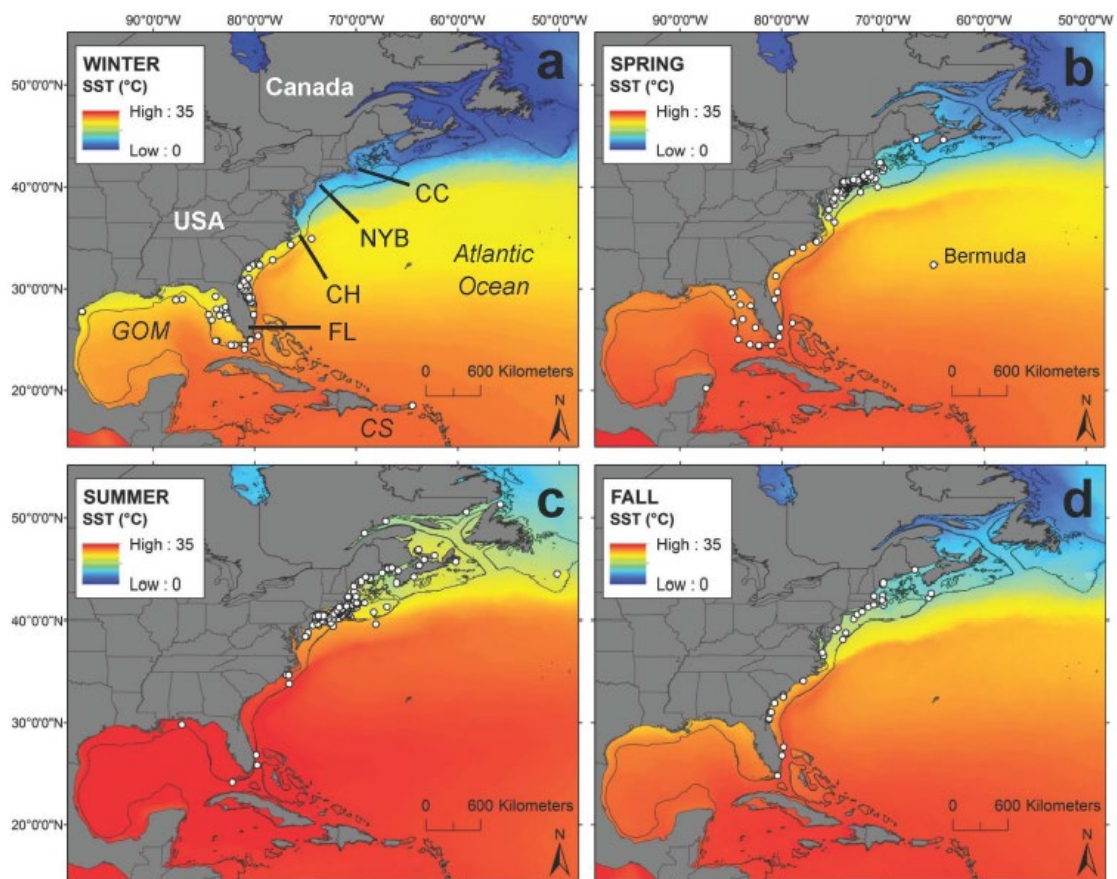 90°0'0"W 80°0'0"W 70°0'0"W 60°0'0"W 50°0'0"W 90°0'0"W 80°0'0"W 70°0'0"W 60°0'0"W 50°0'0"W
50°0'0"N
40°0'0"N
30°0'0"N
20°0'0"N
WINTER
SST (°C)
High : 35
Low : 0
a
Canada
USA
CC
NYB
CH
FL
Atlantic
Ocean
GOM
CS
0 600 Kilometers
N
SPRING
SST (°C)
High : 35
Low : 0
b
Bermuda
0 600 Kilometers
N
50°0'0"N
40°0'0"N
30°0'0"N
20°0'0"N
SUMMER
SST (°C)
High : 35
Low : 0
c
0 600 Kilometers
N
FALL
SST (°C)
High : 35
Low : 0
d
0 600 Kilometers
N